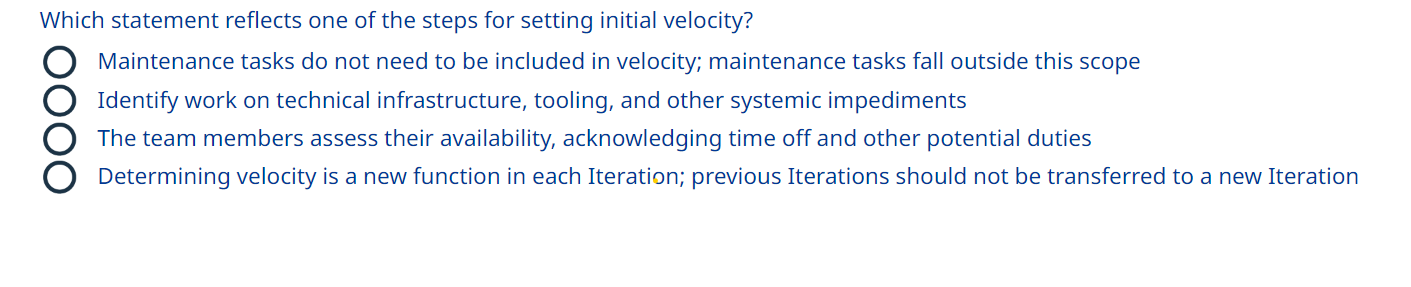 Which statement reflects one of the steps for setting initial velocity?
Maintenance tasks do not need to be included in velocity; maintenance tasks fall outside this scope
Identify work on technical infrastructure, tooling, and other systemic impediments
The team members assess their availability, acknowledging time off and other potential duties
Determining velocity is a new function in each Iteration; previous Iterations should not be transferred to a new Iteration